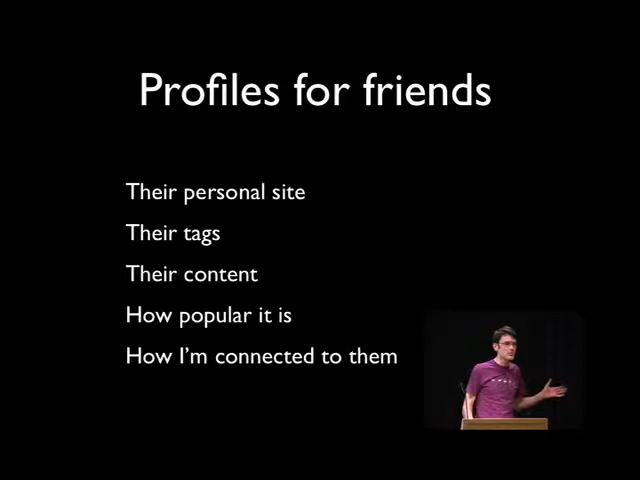 Profiles for friends
Their personal site
Their tags
Their content
How popular it is
How I'm connected to them